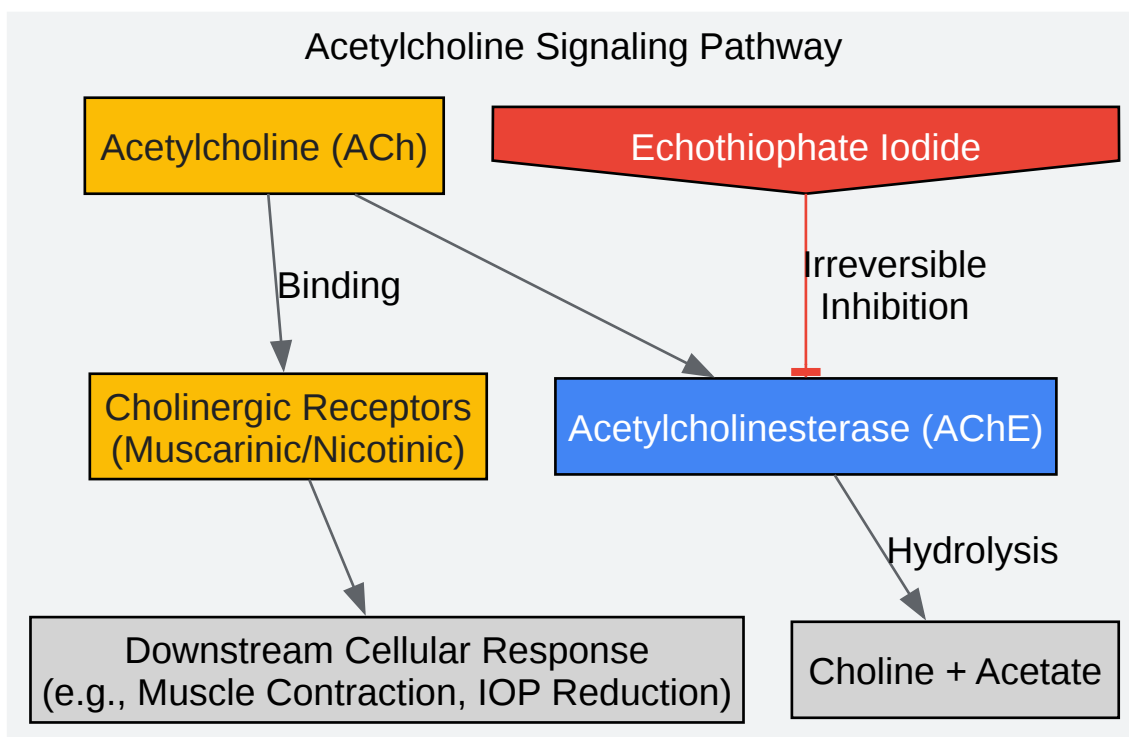 Acetylcholine Signaling Pathway
Acetylcholine (ACh)
Echothiophate Iodide
Binding
Irreversible
Inhibition
Cholinergic Receptors
(Muscarinic/Nicotinic)
Acetylcholinesterase (AChE)
Hydrolysis
Downstream Cellular Response
(e.g., Muscle Contraction, IOP Reduction)
Choline + Acetate